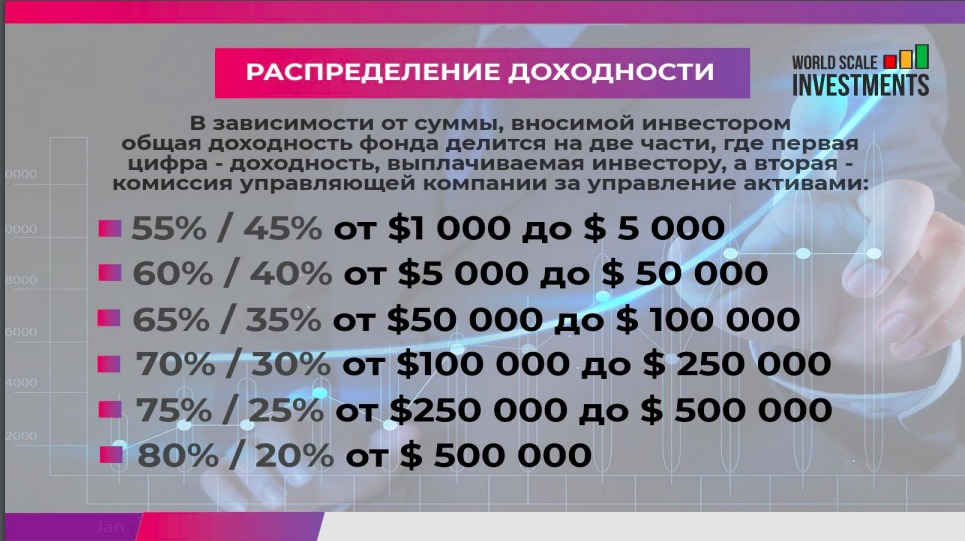 РАСПРЕДЕЛЕНИЕ ДОХОДНОСТИ
WORLD SCALE
INVESTMENTS
В зависимости от суммы, вносимой инвестором
общая доходность фонда делится на две части, где первая
цифра - доходность, выплачиваемая инвестору, а вторая -
комиссия управляющей компании за управление активами:
55% / 45% от $1 000 до $ 5 000
60% / 40% от $5 000 до $ 50 000
65% / 35% от $50 000 до $ 100 000
70% / 30% от $100 000 до $ 250 000
75% / 25% от $250 000 до $ 500 000
80% / 20% от $ 500 000
8000
6000
4000
2000
Jan